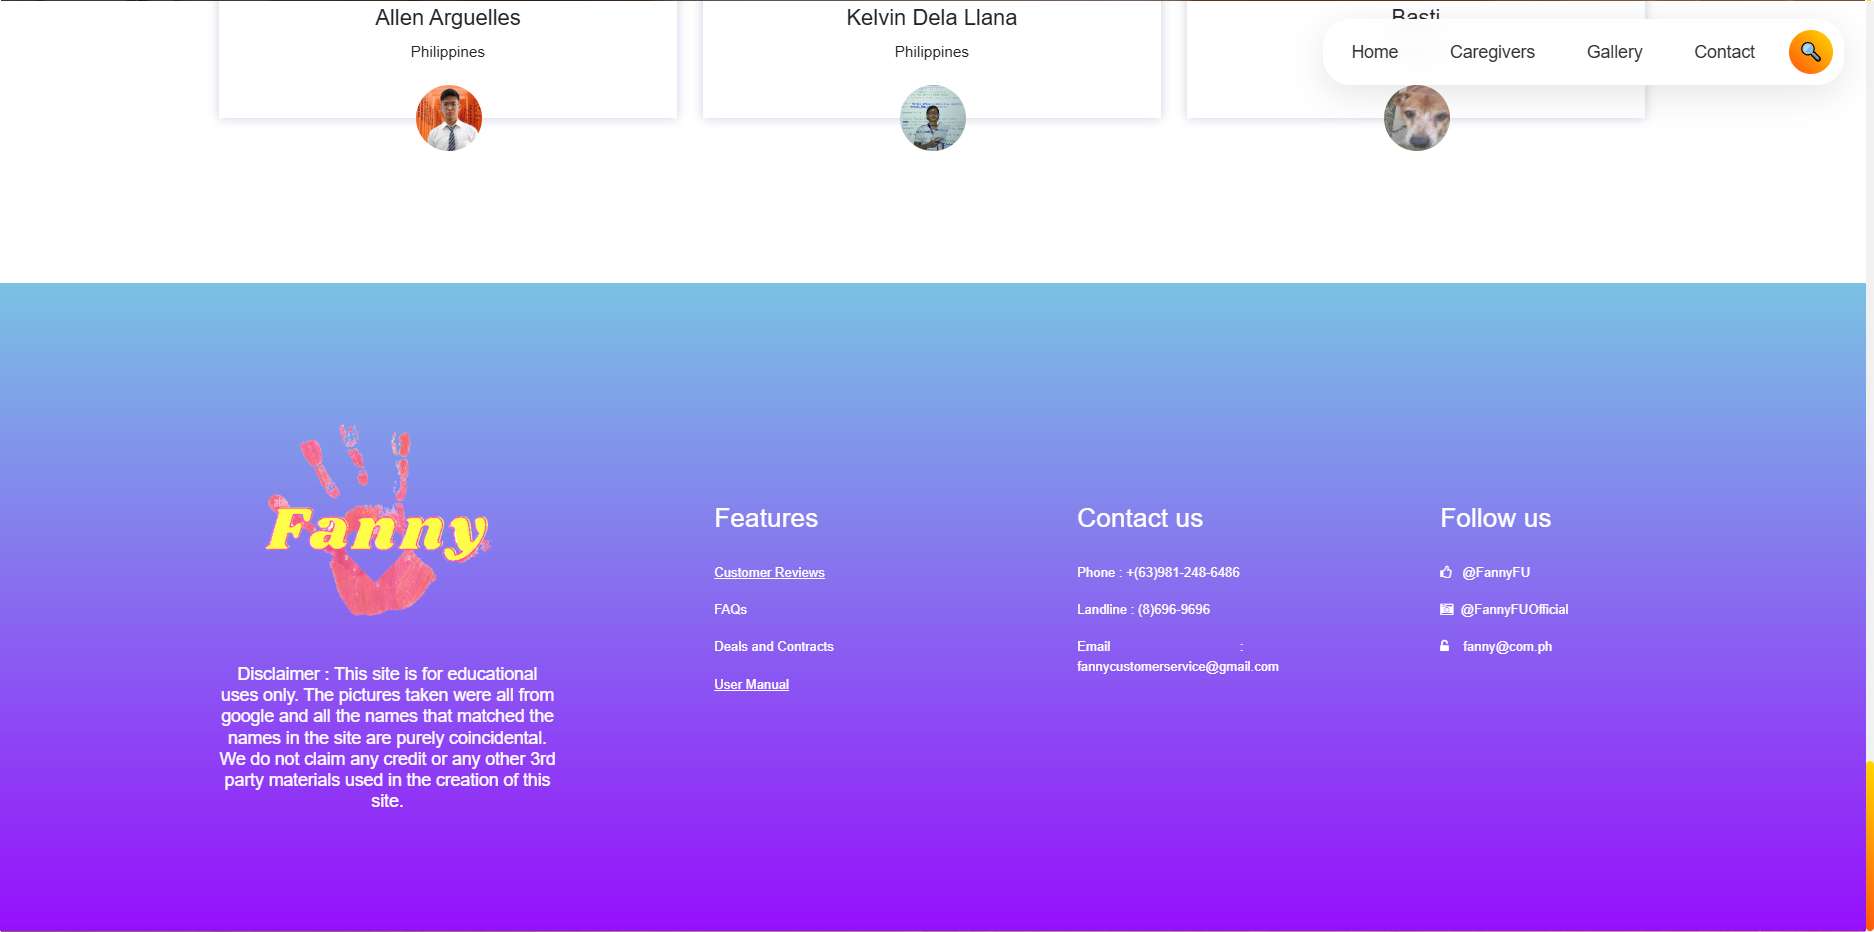 Allen Arguelles
Philippines
Kelvin Dela Llana
Philippines
Basti
Home
Caregivers
Gallery
Contact
Fanny
Disclaimer : This site is for educational
uses only. The pictures taken were all from
google and all the names that matched the
names in the site are purely coincidental.
We do not claim any credit or any other 3rd
party materials used in the creation of this
site.
Features
Customer Reviews
FAQs
Deals and Contracts
User Manual
Contact us
Phone : +(63)981-248-6486
Landline : (8)696-9696
Email :
fannycustomerservice@gmail.com
Follow us
@FannyFU
@FannyFUOfficial
fanny@com.ph